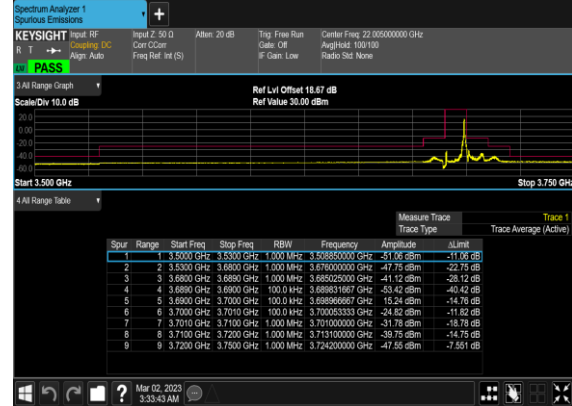 Spectrum Analyzer 1
Spurious Emissions
KEYSIGHT Input: RF Input Z: 50 Ω Atten: 20 dB Trig: Free Run Center Freq: 22.005000000 GHz
R T Coupling: DC Corr CCorr Gate: Off Avg|Hold: 100/100
Align: Auto Freq Ref: Int (S) IF Gain: Low Radio Std: None
LXI PASS
3 All Range Graph
Scale/Div 10.0 dB
Ref Lvl Offset 18.67 dB
Ref Value 30.00 dBm
20.0
0.00
-20.0
-40.0
-60.0
Start 3.500 GHz Stop 3.750 GHz
4 All Range Table
Measure Trace Trace 1
Trace Type Trace Average (Active)
Spur Range Start Freq Stop Freq RBW Frequency Amplitude ΔLimit
1 1 3.5000 GHz 3.5300 GHz 1.000 MHz 3.508850000 GHz -51.06 dBm -11.06 dB
2 2 3.5300 GHz 3.6800 GHz 1.000 MHz 3.676000000 GHz -47.75 dBm -22.75 dB
3 3 3.6800 GHz 3.6890 GHz 1.000 MHz 3.685025000 GHz -41.12 dBm -28.12 dB
4 4 3.6890 GHz 3.6900 GHz 100.0 kHz 3.689831667 GHz -53.42 dBm -40.42 dB
5 5 3.6900 GHz 3.7000 GHz 100.0 kHz 3.698966667 GHz 15.24 dBm -14.76 dB
6 6 3.7000 GHz 3.7010 GHz 100.0 kHz 3.700053333 GHz -24.82 dBm -11.82 dB
7 7 3.7010 GHz 3.7100 GHz 1.000 MHz 3.701000000 GHz -31.78 dBm -18.78 dB
8 8 3.7100 GHz 3.7200 GHz 1.000 MHz 3.713100000 GHz -39.75 dBm -14.75 dB
9 9 3.7200 GHz 3.7500 GHz 1.000 MHz 3.724200000 GHz -47.55 dBm -7.551 dB
Mar 02, 2023
3:33:43 AM